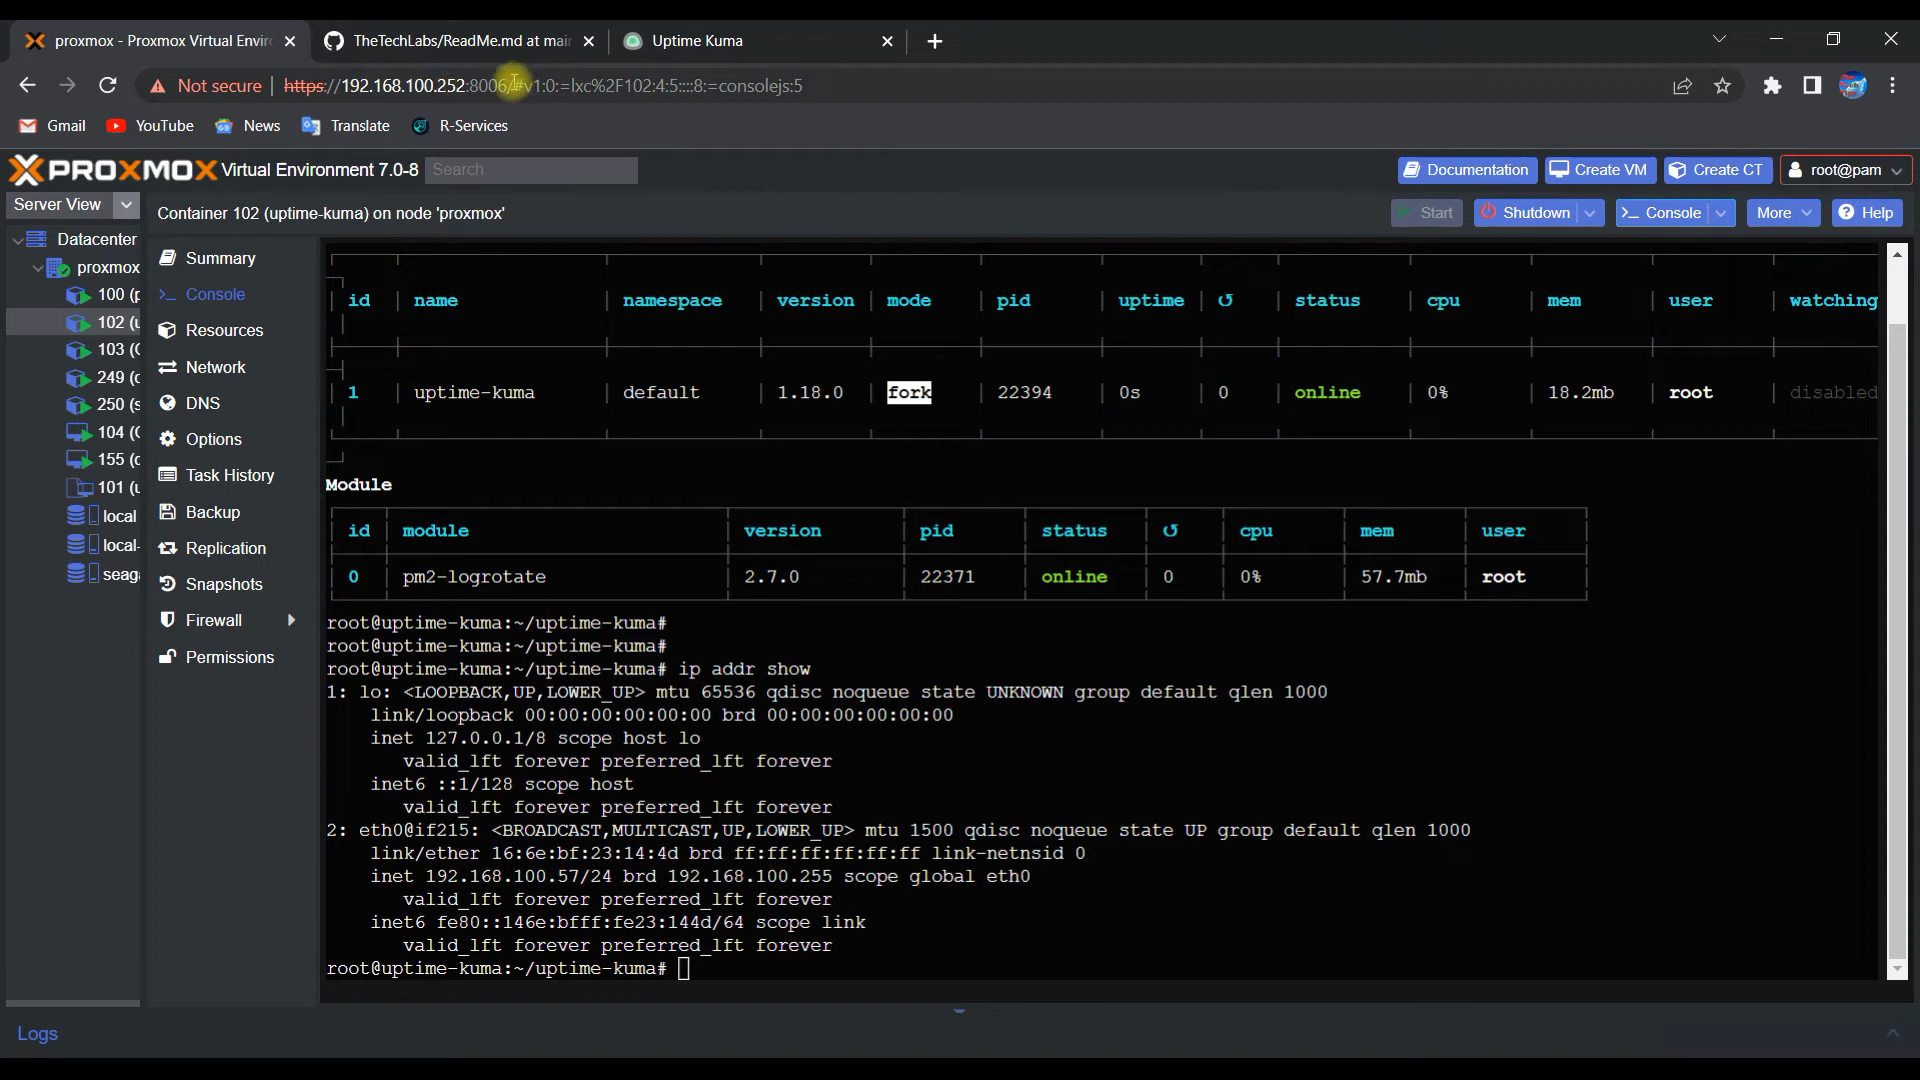 proxmox - Proxmox Virtual Envir
TheTechLabs/ReadMe.md at mai
Uptime Kuma
Not secure
https://192.168.100.252:8006/#v1:0:=lxc%2F102:4:5::::8:=consolejs:5
Gmail
YouTube
News
Translate
R-Services
PROXMOX
Virtual Environment 7.0-8
Search
Documentation
Create VM
Create CT
root@pam
Server View
Container 102 (uptime-kuma) on node 'proxmox'
Start
Shutdown
Console
More
Help
Datacenter
proxmox
100 (p
102 (u
103 (C
249 (c
250 (s
104 (C
155 (c
101 (u
local
local-
seaga
Summary
Console
Resources
Network
DNS
Options
Task History
Backup
Replication
Snapshots
Firewall
Permissions
id name namespace version mode pid uptime ↺ status cpu mem user watching
1 uptime-kuma default 1.18.0 fork 22394 0s 0 online 0% 18.2mb root disabled
Module
id module version pid status ↺ cpu mem user
0 pm2-logrotate 2.7.0 22371 online 0 0% 57.7mb root
root@uptime-kuma:~/uptime-kuma#
root@uptime-kuma:~/uptime-kuma#
root@uptime-kuma:~/uptime-kuma# ip addr show
1: lo: <LOOPBACK,UP,LOWER_UP> mtu 65536 qdisc noqueue state UNKNOWN group default qlen 1000
link/loopback 00:00:00:00:00:00 brd 00:00:00:00:00:00
inet 127.0.0.1/8 scope host lo
valid_lft forever preferred_lft forever
inet6 ::1/128 scope host
valid_lft forever preferred_lft forever
2: eth0@if215: <BROADCAST,MULTICAST,UP,LOWER_UP> mtu 1500 qdisc noqueue state UP group default qlen 1000
link/ether 16:6e:bf:23:14:4d brd ff:ff:ff:ff:ff:ff link-netnsid 0
inet 192.168.100.57/24 brd 192.168.100.255 scope global eth0
valid_lft forever preferred_lft forever
inet6 fe80::146e:bfff:fe23:144d/64 scope link
valid_lft forever preferred_lft forever
root@uptime-kuma:~/uptime-kuma#
Logs